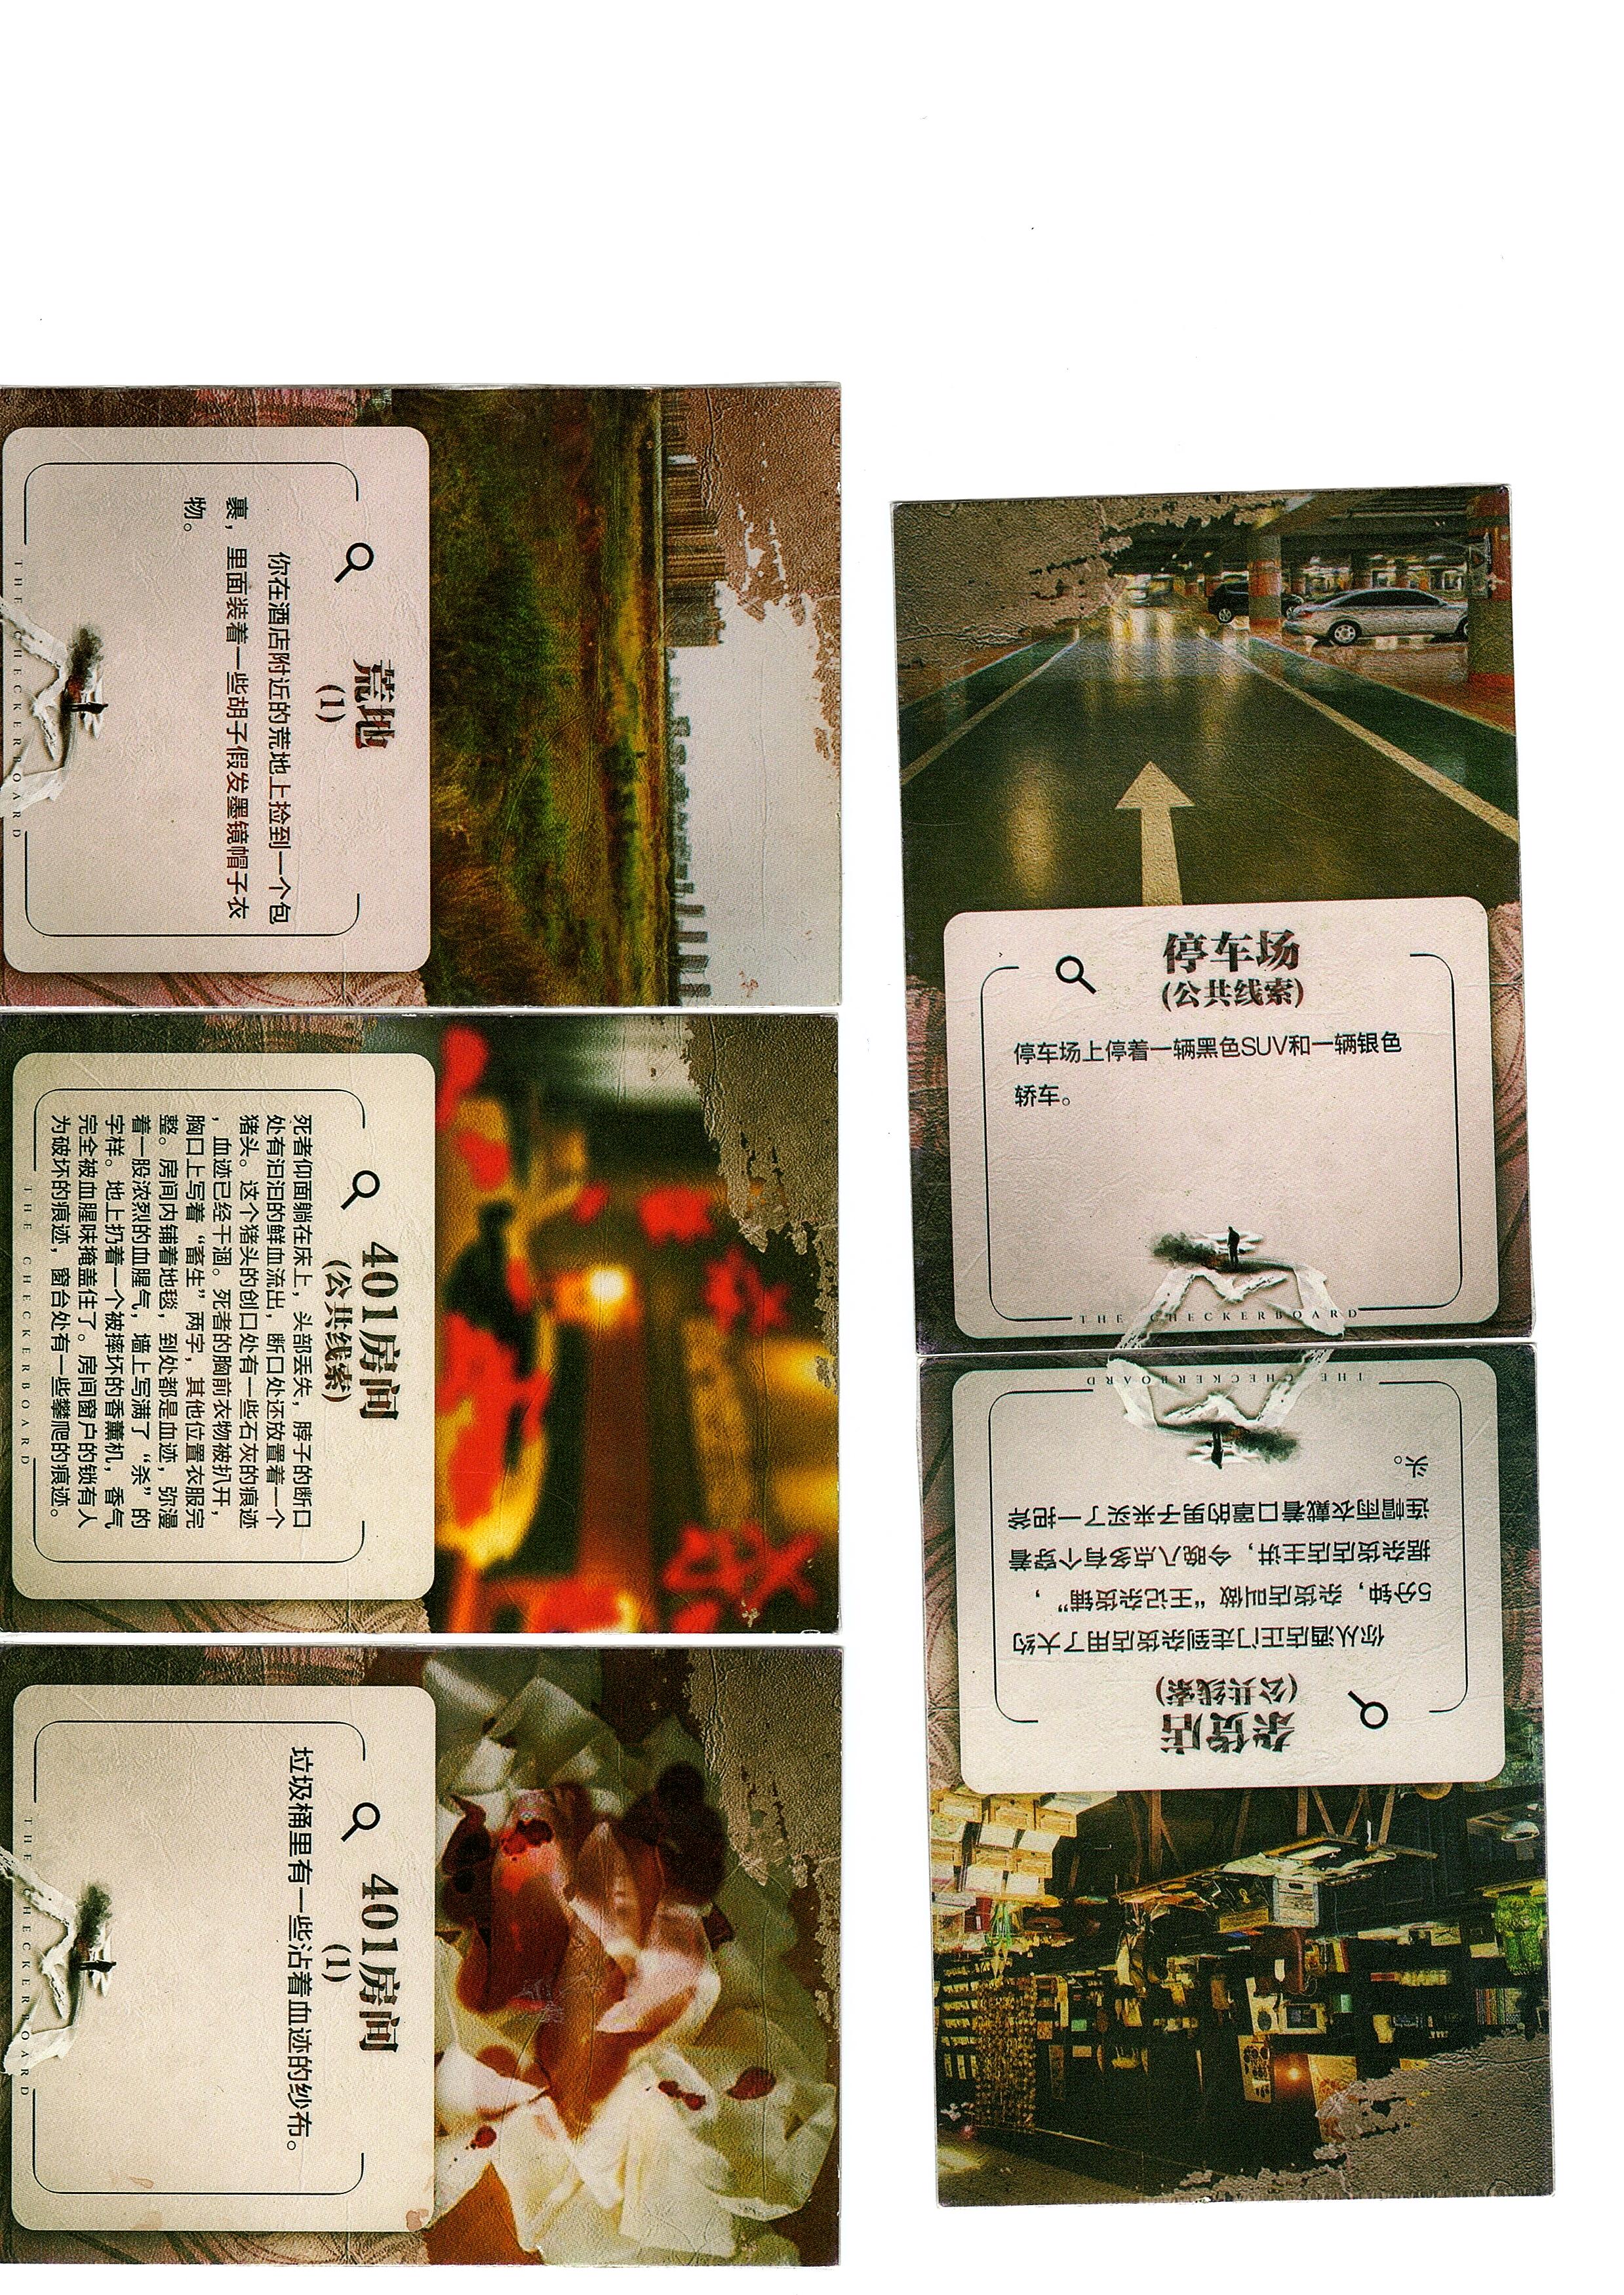 荒地
(1)
你在酒店附近的荒地上捡到一个包
裹，里面装着一些胡子假发墨镜帽子衣
物。
THE CHECKERBOARD
401房间
(公共线索)
死者仰面躺在床上，头部丢失，脖子的断口
处有汩汩的鲜血流出，断口处还放置着一个
猪头。这个猪头的创口处有一些石灰的痕迹
，血迹已经干涸。死者的胸前衣物被扒开，
胸口上写着“畜生”两字，其他位置衣服完
整。房间内铺着地毯，到处都是血迹，弥漫
着一股浓烈的血腥气，墙上写满了“杀”的
字样。地上扔着一个被摔坏的香薰机，香气
完全被血腥味掩盖住了。房间窗户的锁有人
为破坏的痕迹，窗台处有一些攀爬的痕迹。
THE CHECKERBOARD
401房间
(1)
垃圾桶里有一些沾着血迹的纱布。
THE CHECKERBOARD
停车场
(公共线索)
停车场上停着一辆黑色SUV和一辆银色
轿车。
THE CHECKERBOARD
杂货店
(公共线索)
你从酒店正门走到杂货店用了大约
5分钟，杂货店叫做“王记杂货铺”，
据杂货店店主讲，今晚八点多有个穿着
连帽雨衣戴着口罩的男子来买了一把斧
头。
THE CHECKERBOARD